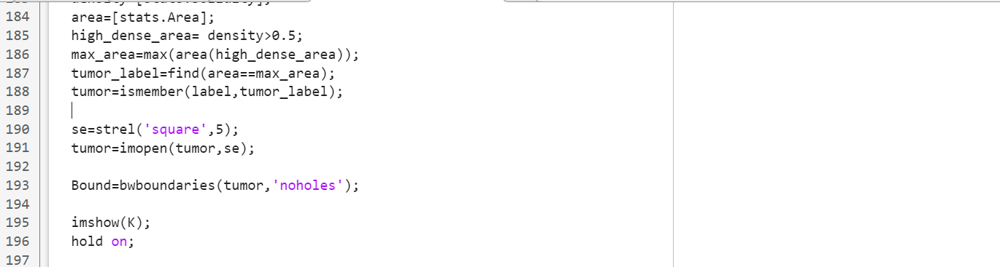 184 area=[stats.Area];
185 high_dense_area= density>0.5;
186 max_area=max(area(high_dense_area));
187 tumor_label=find(area==max_area);
188 tumor=ismember(label,tumor_label);
189
190 se=strel('square',5);
191 tumor=imopen(tumor,se);
192
193 Bound=bwboundaries(tumor,'noholes');
194
195 imshow(K);
196 hold on;
197